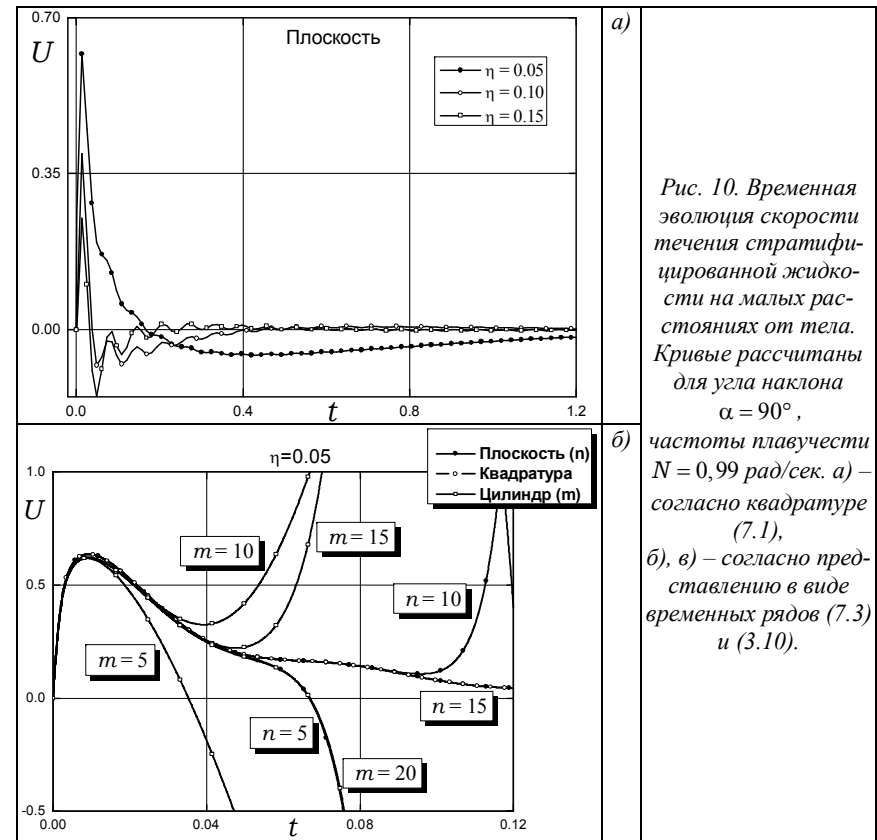 0.70
Плоскость
а)
U
η = 0.05
η = 0.10
η = 0.15
0.35
0.00
0.0
0.4
t
0.8
1.2
Рис. 10. Временная
эволюция скорости
течения стратифи-
цированной жидко-
сти на малых рас-
стояниях от тела.
Кривые рассчитаны
для угла наклона
α = 90° ,
частоты плавучести
N = 0,99 рад/сек. а) –
согласно квадратуре
(7.1),
б), в) – согласно пред-
ставлению в виде
временных рядов (7.3)
и (3.10).
б)
η=0.05
Плоскость (n)
Квадратура
Цилиндр (m)
1.0
U
m = 10
m = 15
0.5
n = 10
m = 5
0.0
n = 15
n = 5
m = 20
-0.5
0.00
0.04
t
0.08
0.12